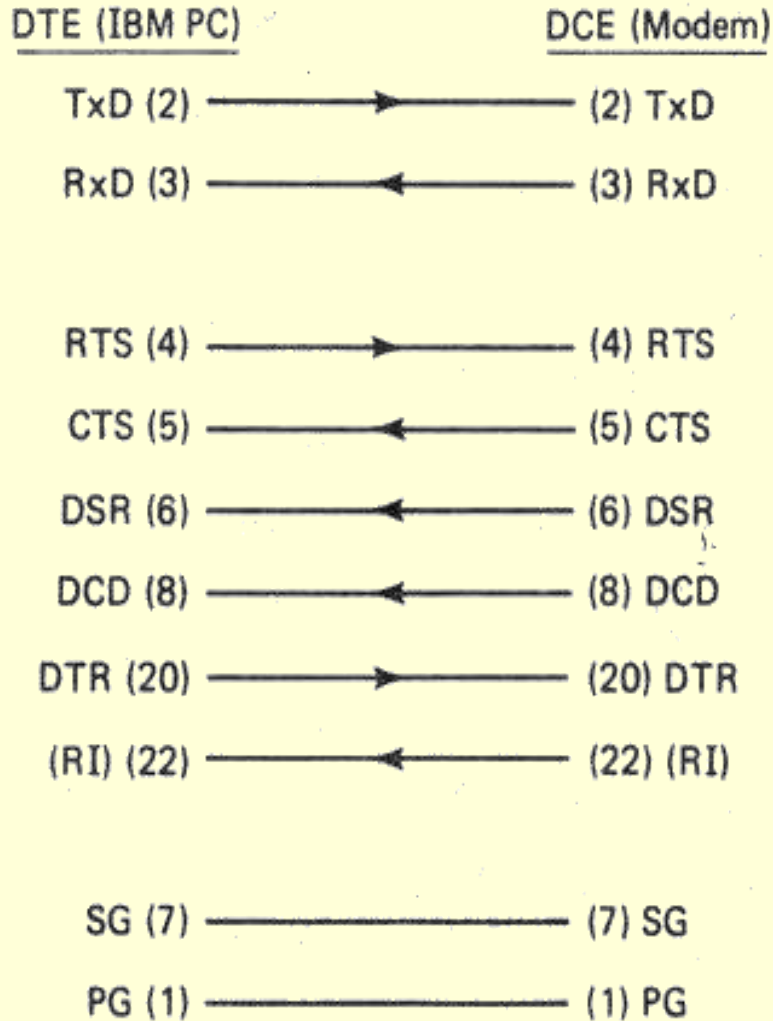 DTE (IBM PC) DCE (Modem)
TxD (2) (2) TxD
RxD (3) (3) RxD
RTS (4) (4) RTS
CTS (5) (5) CTS
DSR (6) (6) DSR
DCD (8) (8) DCD
DTR (20) (20) DTR
(RI) (22) (22) (RI)
SG (7) (7) SG
PG (1) (1) PG